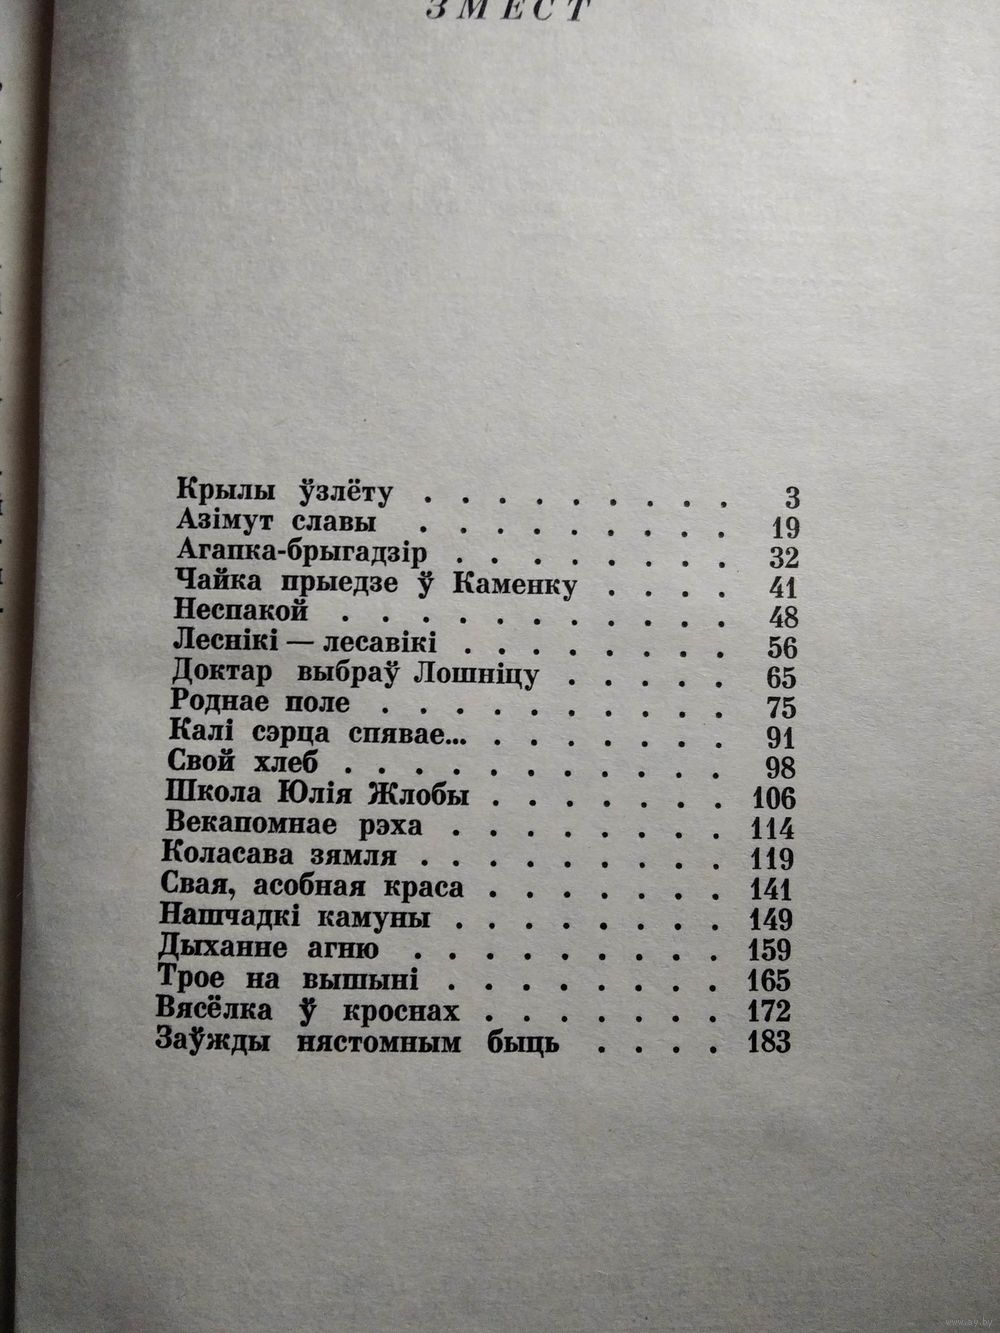 ЗМЕСТ
Крылы ўзлёту . . . . . . . . . 3
Азімут славы . . . . . . . . . 19
Агапка-брыгадзір . . . . . . . . 32
Чайка прыедзе ў Каменку . . . . 41
Неспакой . . . . . . . . . . . 48
Леснікі — лесавікі . . . . . . . . 56
Доктар выбраў Лошніцу . . . . . 65
Роднае поле . . . . . . . . . . 75
Калі сэрца спявае... . . . . . . . 91
Свой хлеб . . . . . . . . . . . 98
Школа Юлія Жлобы . . . . . . . 106
Векапомнае рэха . . . . . . . . 114
Коласава зямля . . . . . . . . . 119
Свая, асобная краса . . . . . . . 141
Нашчадкі камуны . . . . . . . . 149
Дыханне агню . . . . . . . . . 159
Трое на вышыні . . . . . . . . 165
Вясёлка ў кроснах . . . . . . . 172
Заўжды нястомным быць . . . . 183
www.ay.by